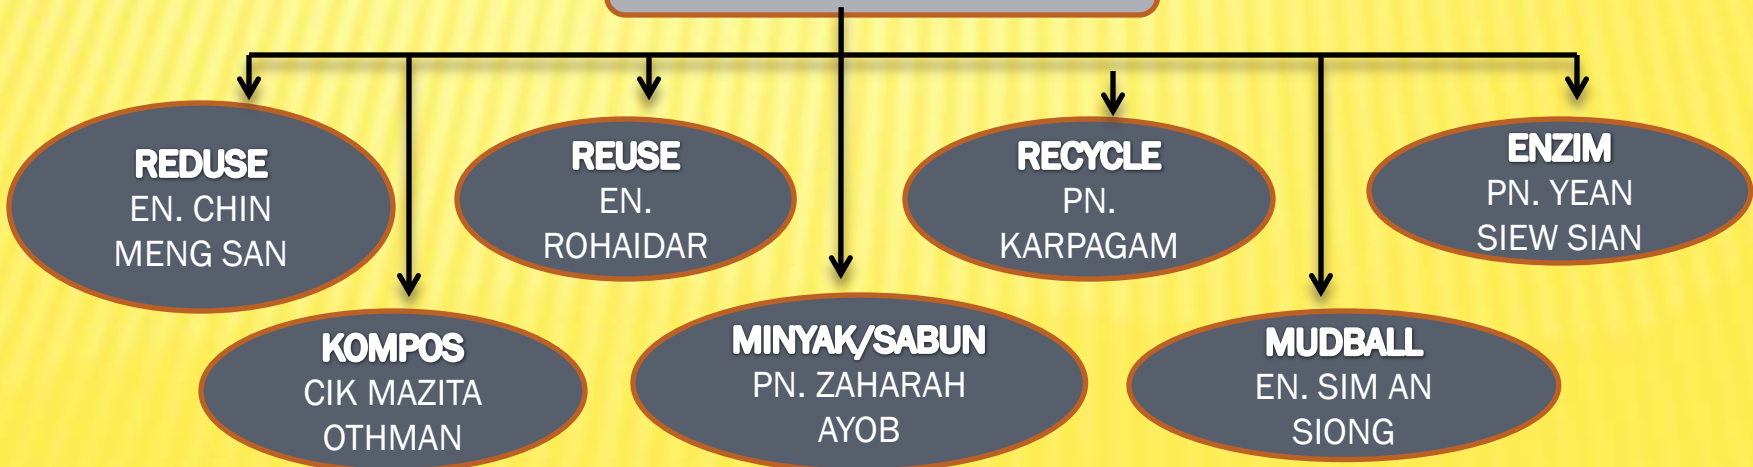 REDUSE
EN. CHIN
MENG SAN
REUSE
EN.
ROHAIDAR
RECYCLE
PN.
KARPAGAM
ENZIM
PN. YEAN
SIEW SIAN
KOMPOS
CIK MAZITA
OTHMAN
MINYAK/SABUN
PN. ZAHARAH
AYOB
MUDBALL
EN. SIM AN
SIONG